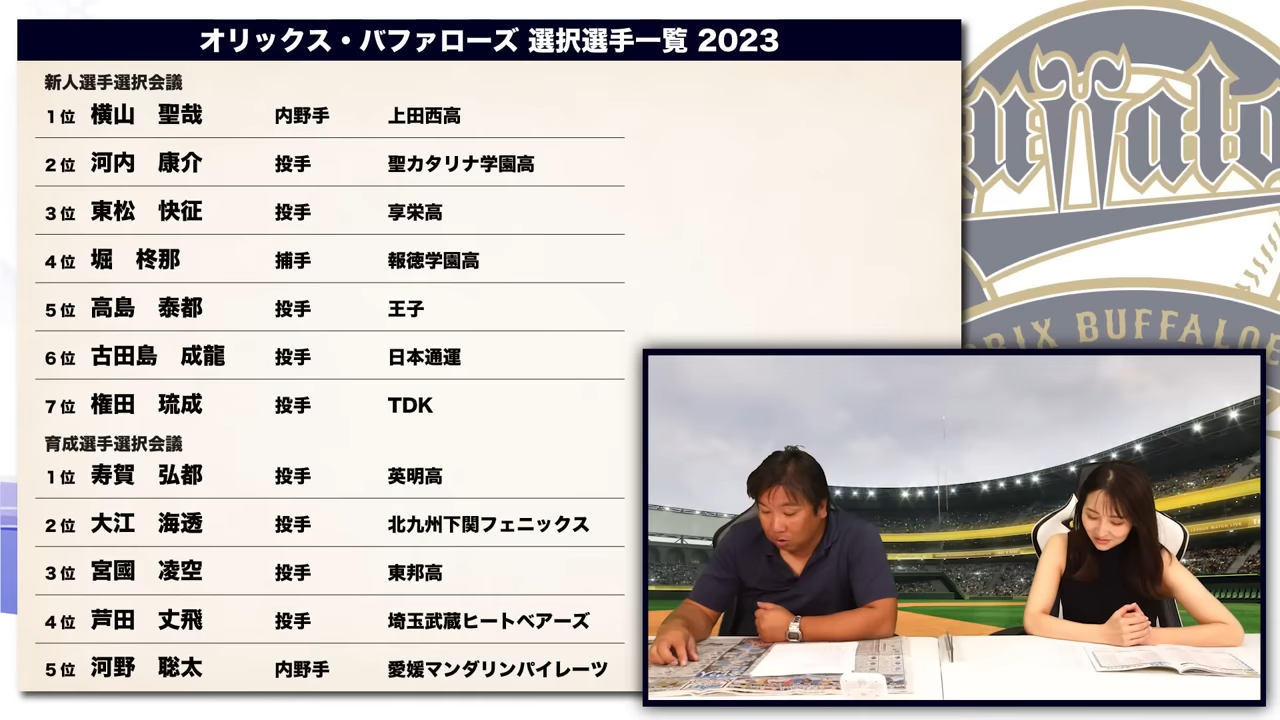 オリックス・バファローズ 選択選手一覧 2023
新人選手選択会議
1位 横山 聖哉 内野手 上田西高
2位 河内 康介 投手 聖カタリナ学園高
3位 東松 快征 投手 享栄高
4位 堀 柊那 捕手 報徳学園高
5位 高島 泰都 投手 王子
6位 古田島 成龍 投手 日本通運
7位 権田 琉成 投手 TDK
育成選手選択会議
1位 寿賀 弘都 投手 英明高
2位 大江 海透 投手 北九州下関フェニックス
3位 宮國 凌空 投手 東邦高
4位 芦田 丈飛 投手 埼玉武蔵ヒートベアーズ
5位 河野 聡太 内野手 愛媛マンダリンパイレーツ
uffalo
RIX BUFFALOE